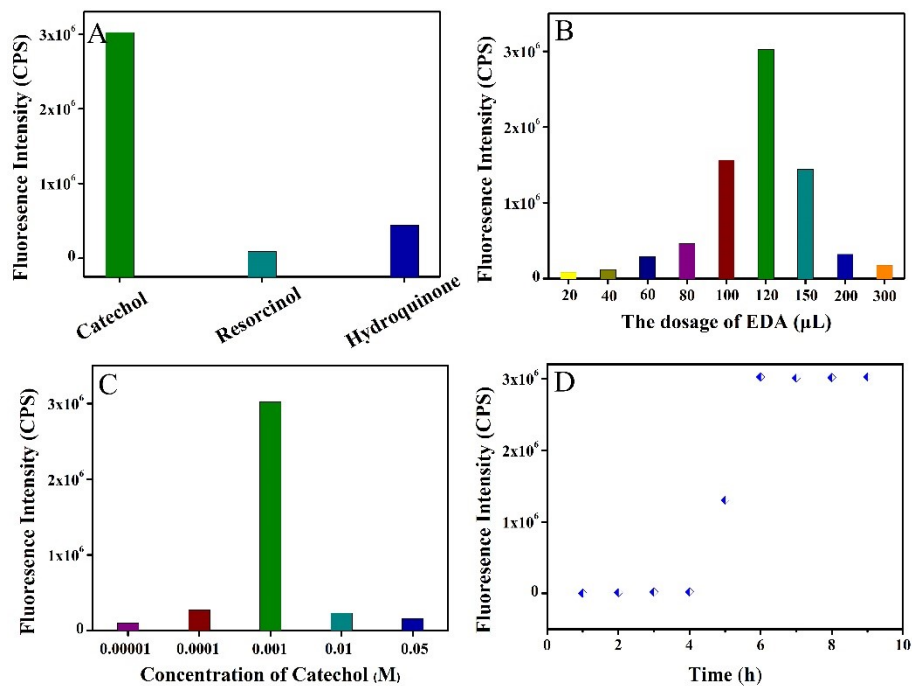 A
Fluoresence Intensity (CPS)
3x10⁶
2x10⁶
1x10⁶
0
Catechol
Resorcinol
Hydroquinone
B
Fluoresence Intensity (CPS)
3x10⁶
2x10⁶
1x10⁶
0
20 40 60 80 100 120 150 200 300
The dosage of EDA (µL)
C
Fluoresence Intensity (CPS)
3x10⁶
2x10⁶
1x10⁶
0
0.00001 0.0001 0.001 0.01 0.05
Concentration of Catechol (M)
D
Fluoresence Intensity (CPS)
3x10⁶
2x10⁶
1x10⁶
0
0 2 4 6 8 10
Time (h)